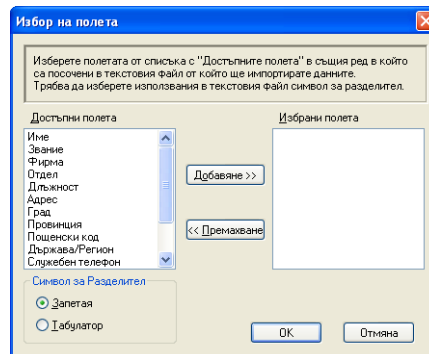 Избор на полета
Изберете полетата от списъка с "Достъпните полета" в същия ред в който
са посочени в текстовия файл от който ще импортирате данните.
Трябва да изберете използвания в текстовия файл символ за разделител.
Достъпни полета
Избрани полета
Име
Звание
Фирма
Отдел
Длъжност
Адрес
Град
Провинция
Пощенски код
Държава/Регион
Служебен телефон
Добавяне >>
<< Премахване
Символ за Разделител
Запетая
Табулатор
OK
Отмяна